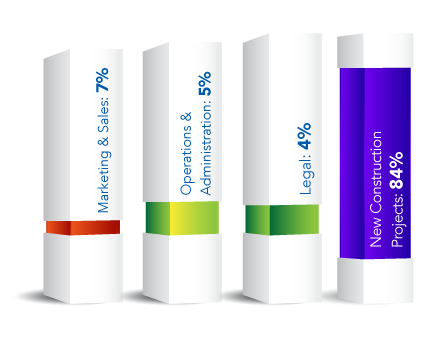 Marketing & Sales: 7%
Operations &
Administration: 5%
Legal: 4%
New Construction
Projects: 84%